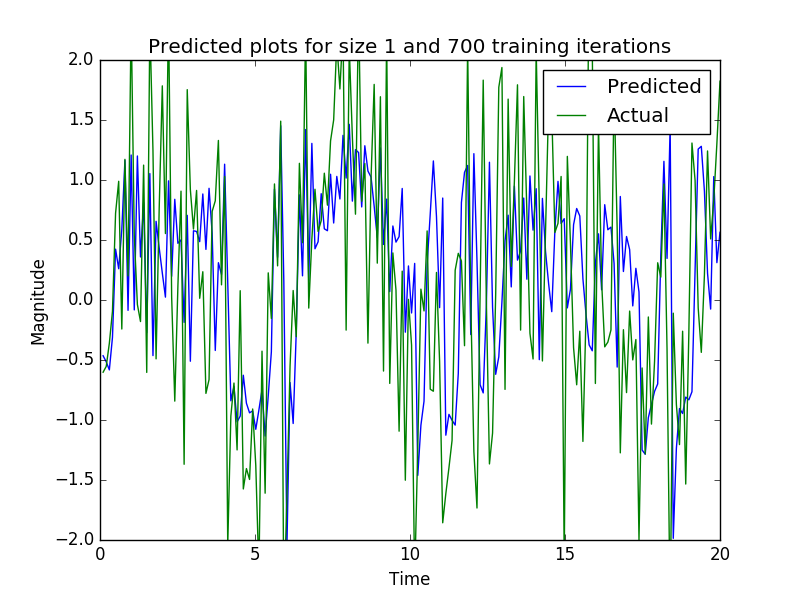 Predicted plots for size 1 and 700 training iterations
Predicted
Actual
2.0
1.5
1.0
0.5
0.0
−0.5
−1.0
−1.5
−2.0
Magnitude
0
5
10
15
20
Time